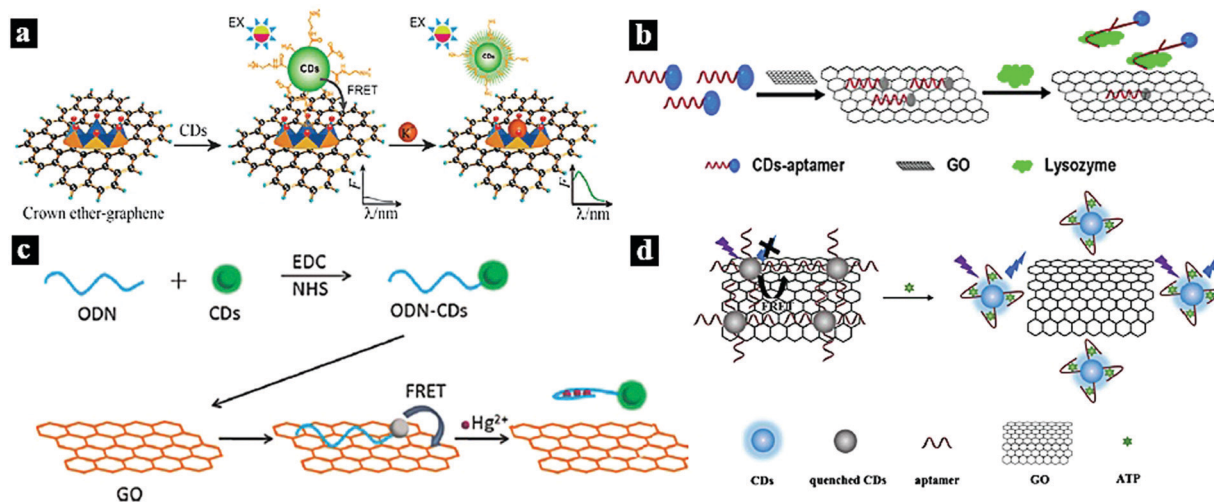 a
EX
CDs
FRET
CDs
K
F
λ/nm
Crown ether-graphene
EX
CDs
F
λ/nm
b
CDs-aptamer
GO
Lysozyme
c
ODN
+
CDs
EDC
NHS
ODN-CDs
FRET
Hg2+
GO
d
FRET
CDs
quenched CDs
aptamer
GO
ATP